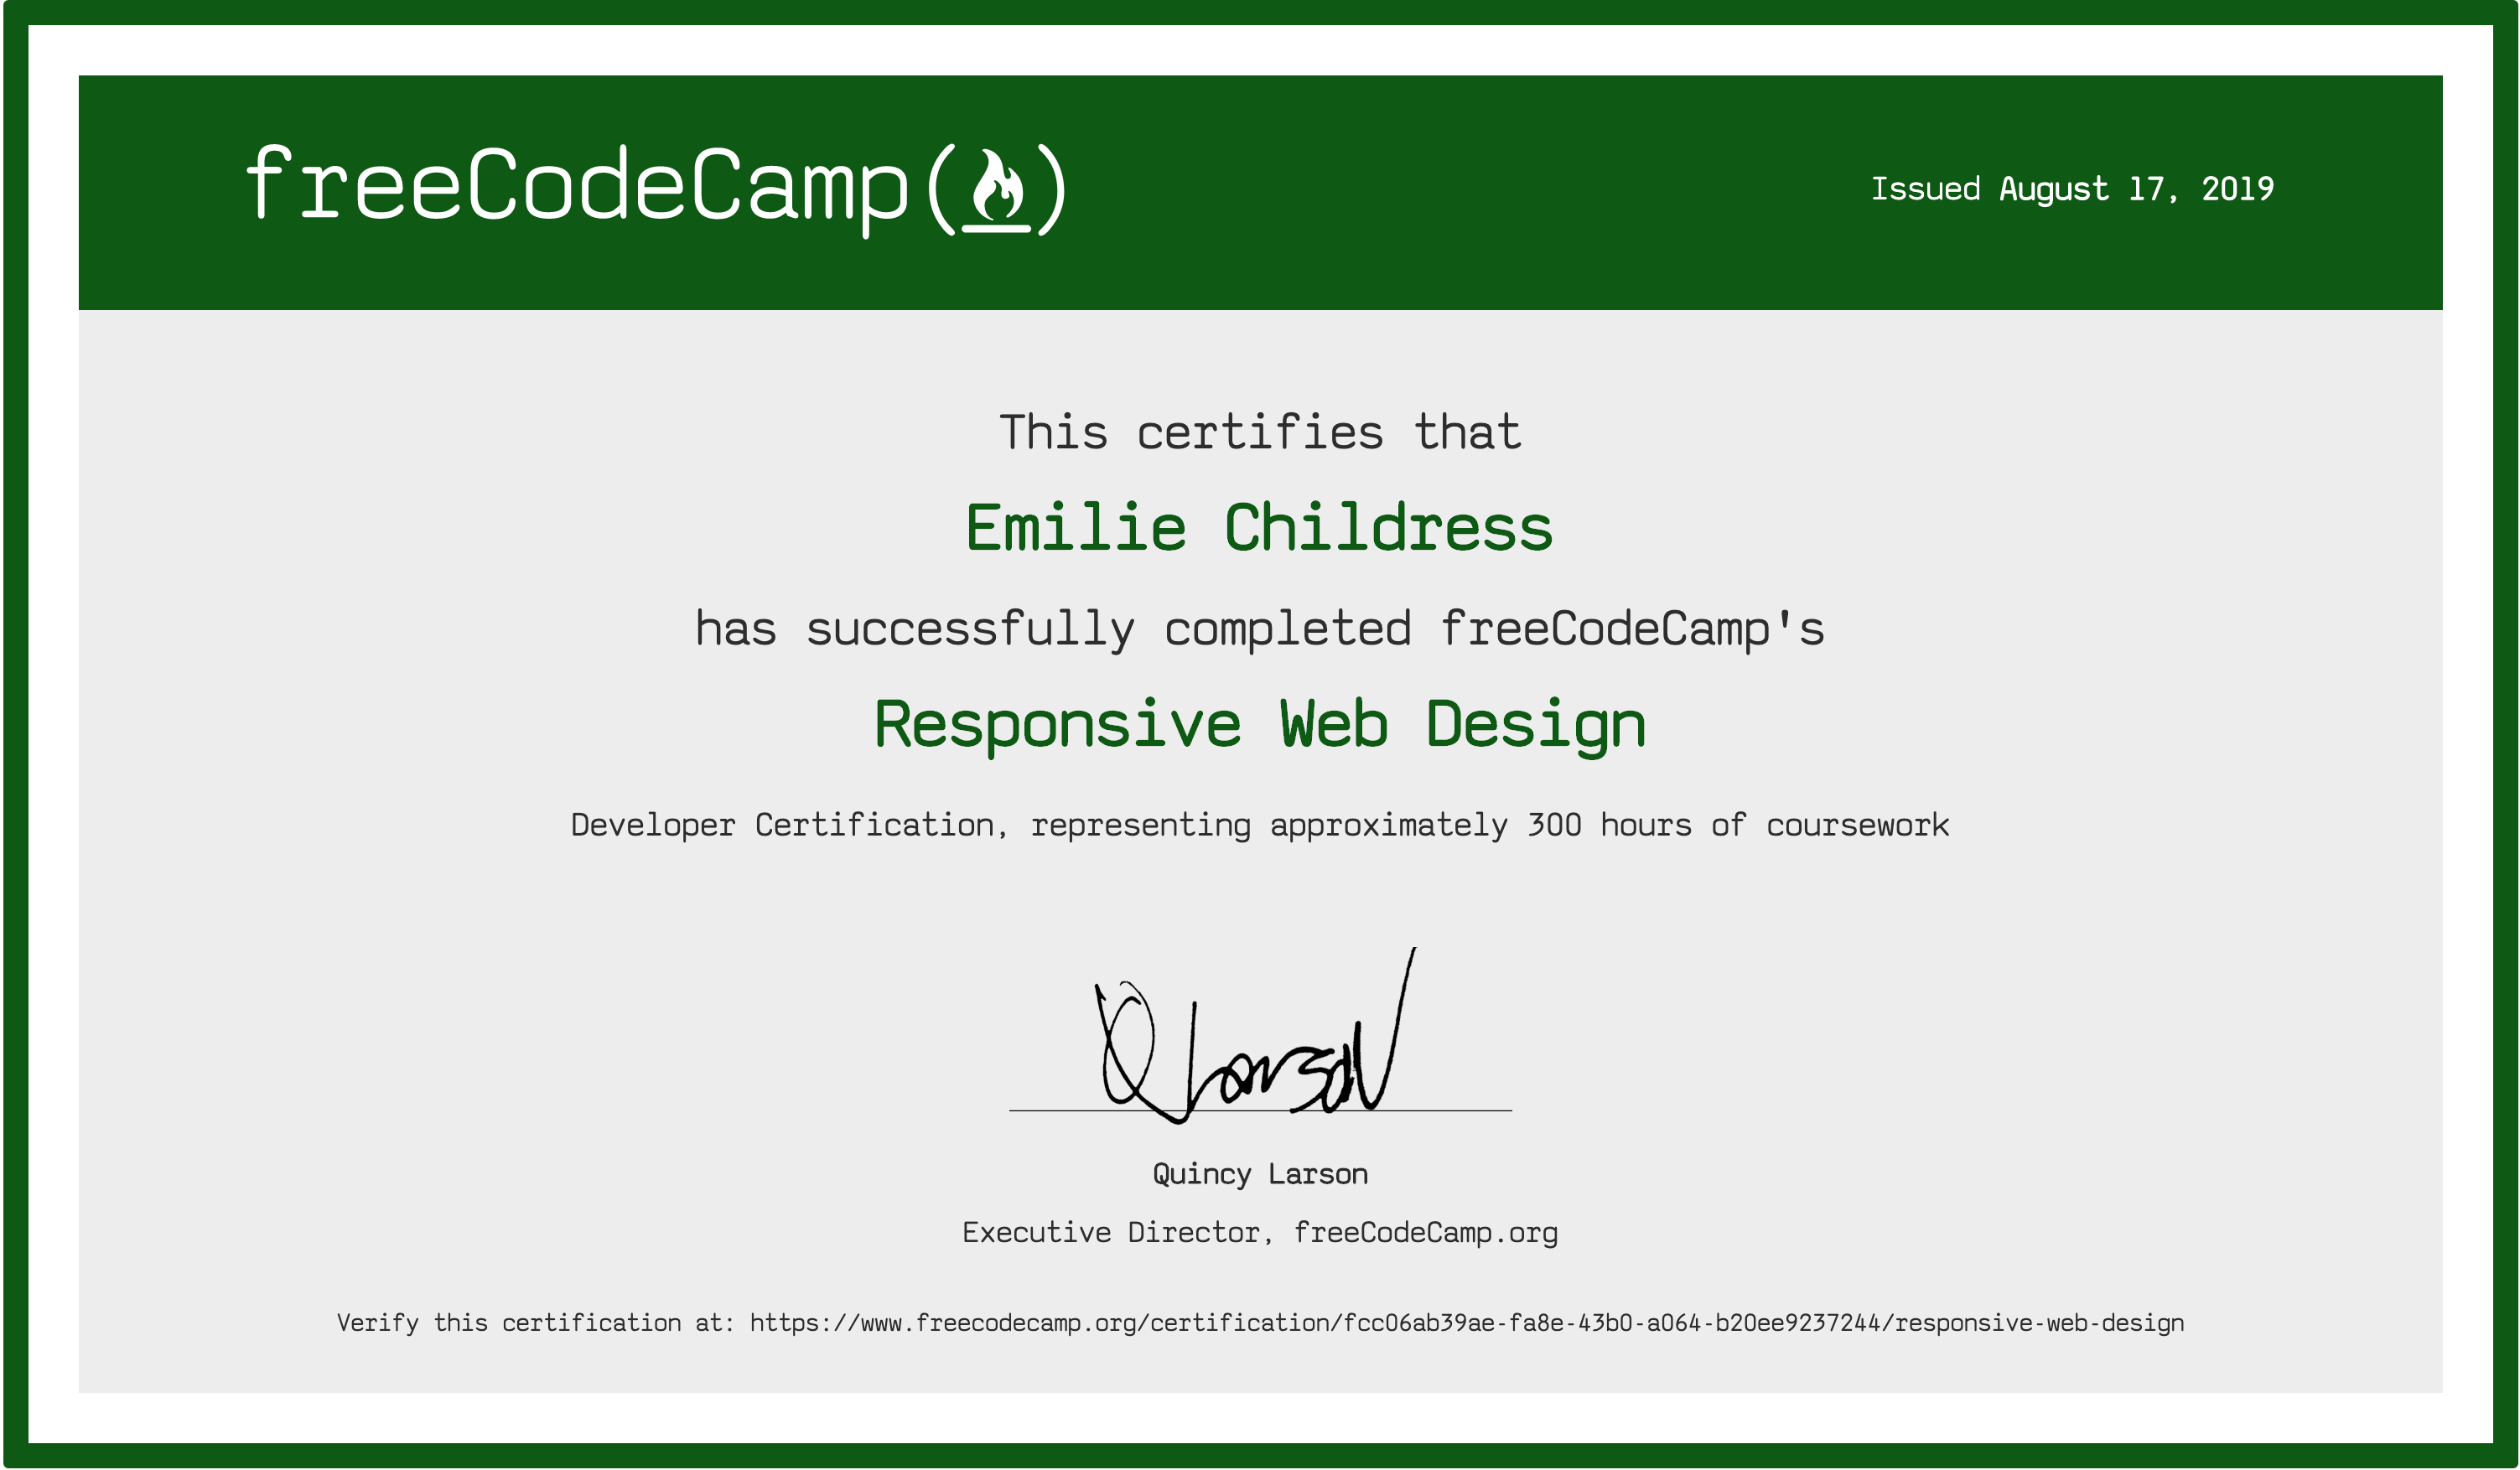 freeCodeCamp(🔥)
Issued August 17, 2019
This certifies that
Emilie Childress
has successfully completed freeCodeCamp's
Responsive Web Design
Developer Certification, representing approximately 300 hours of coursework
Q Larson
Quincy Larson
Executive Director, freeCodeCamp.org
Verify this certification at: https://www.freecodecamp.org/certification/fcc06ab39ae-fa8e-43b0-a064-b20ee9237244/responsive-web-design